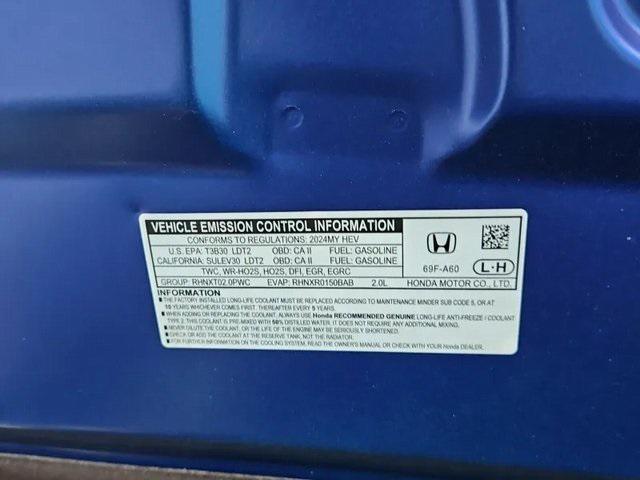 VEHICLE EMISSION CONTROL INFORMATION
CONFORMS TO REGULATIONS: 2024MY HEV
U.S. EPA: T3B30 LDT2 OBD: CA II FUEL: GASOLINE
CALIFORNIA: SULEV30 LDT2 OBD: CA II FUEL: GASOLINE
TWC, WR-HO2S, HO2S, DFI, EGR, EGRC
GROUP: RHNXT02.0PWC EVAP: RHNXR0150BAB 2.0L
69F-A60
L·H
HONDA MOTOR CO., LTD.
INFORMATION
■ THE FACTORY INSTALLED LONG-LIFE COOLANT MUST BE REPLACED ACCORDING TO MAINTENANCE MINDER SUB CODE 5, OR AT
10 YEARS WHICHEVER COMES FIRST THEREAFTER EVERY 5 YEARS.
■ WHEN ADDING OR REPLACING THE COOLANT, ALWAYS USE Honda RECOMMENDED GENUINE LONG-LIFE ANTI-FREEZE / COOLANT
TYPE 2. THIS COOLANT IS PRE-MIXED WITH 50% DISTILLED WATER. IT DOES NOT REQUIRE ANY ADDITIONAL MIXING.
■ NEVER DILUTE THE COOLANT, OR THE LIFE OF THE ENGINE MAY BE SERIOUSLY SHORTENED.
■ CHECK OR ADD THE COOLANT AT THE RESERVE TANK, NOT THE RADIATOR.
■ FOR FURTHER INFORMATION ON THE COOLING SYSTEM, READ THE OWNER'S MANUAL OR CONSULT WITH YOUR Honda DEALER.